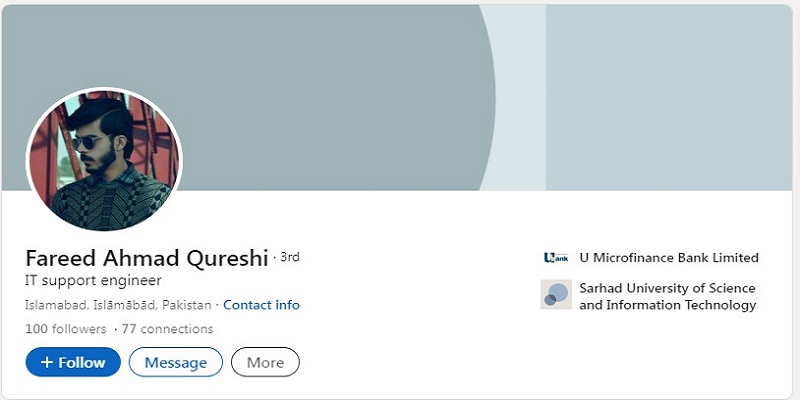 Fareed Ahmad Qureshi · 3rd
IT support engineer
Islamabad, Islāmābād, Pakistan · Contact info
100 followers · 77 connections
+ Follow
Message
More
U Bank
U Microfinance Bank Limited
Sarhad University of Science
and Information Technology